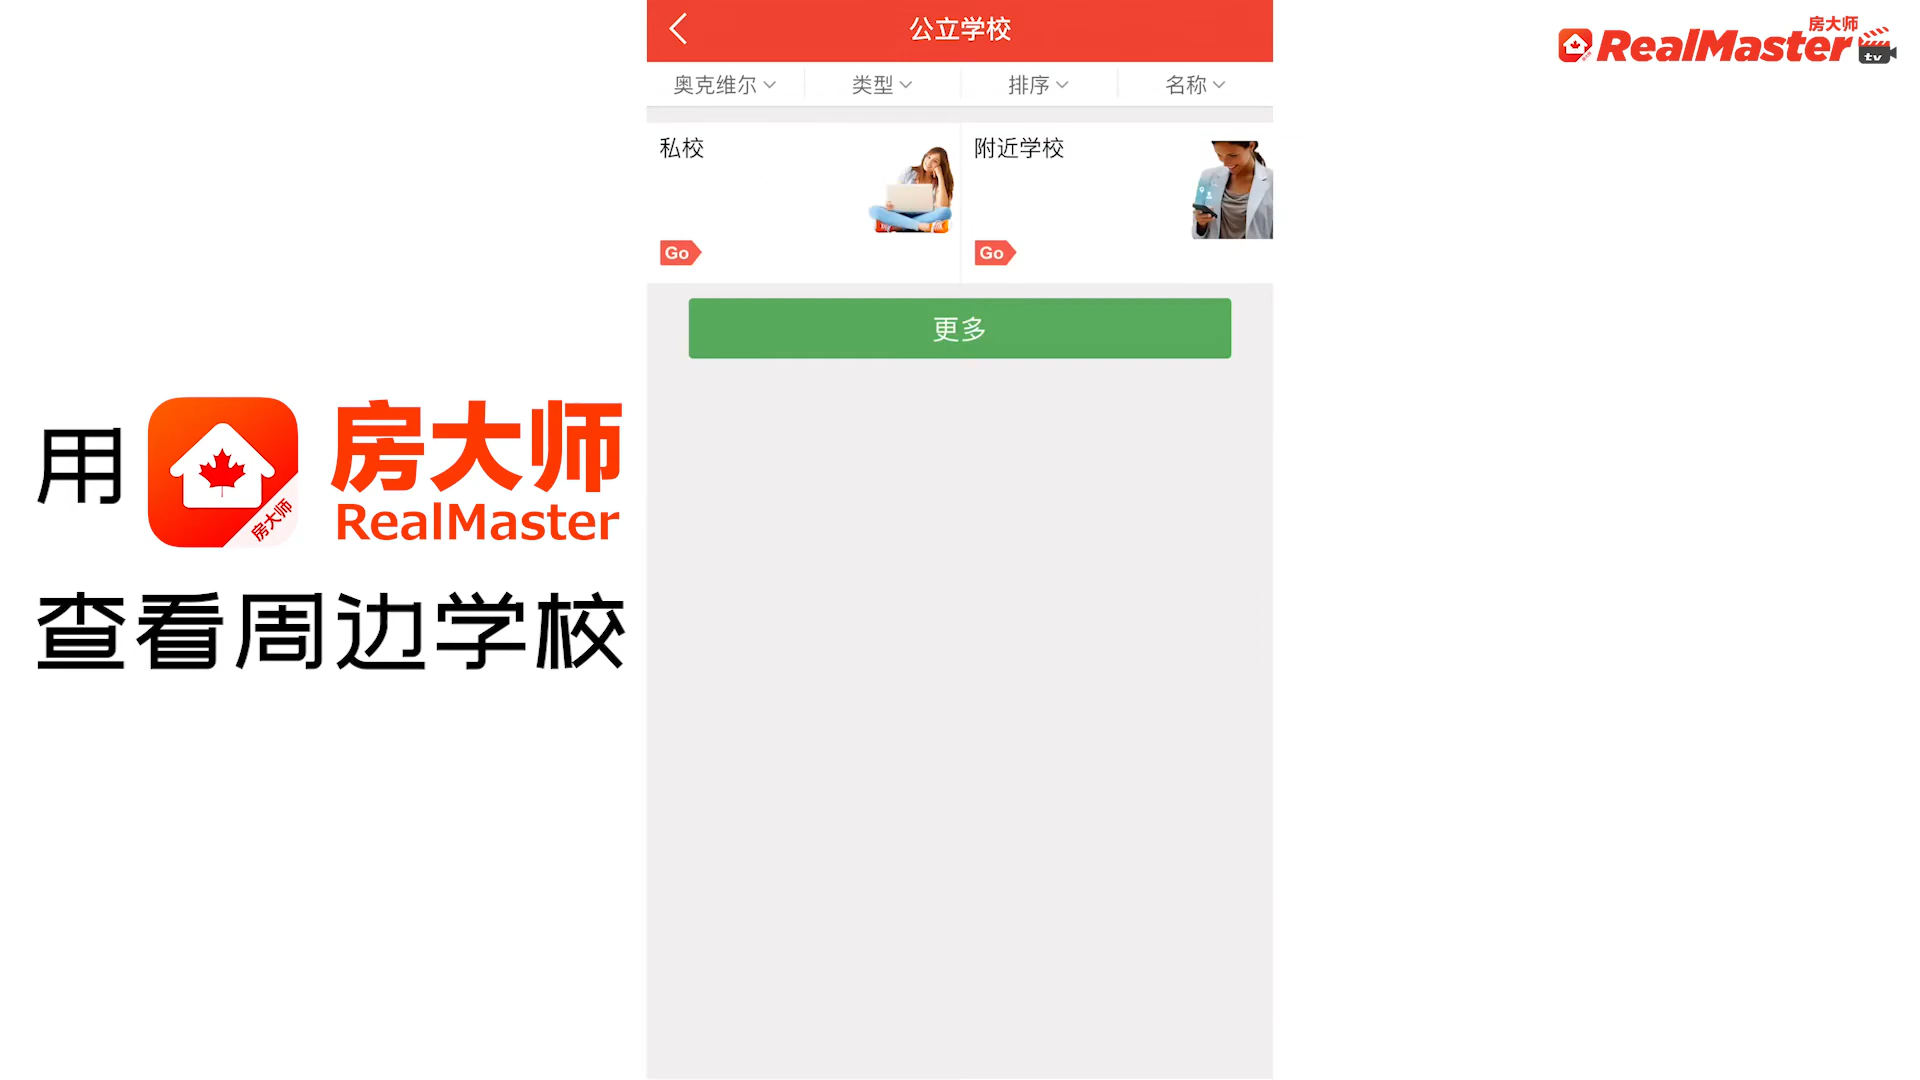 公立学校
房大师
RealMaster
tv
奥克维尔
类型
排序
名称
私校
附近学校
Go
Go
更多
用
房大师
房大师
RealMaster
查看周边学校